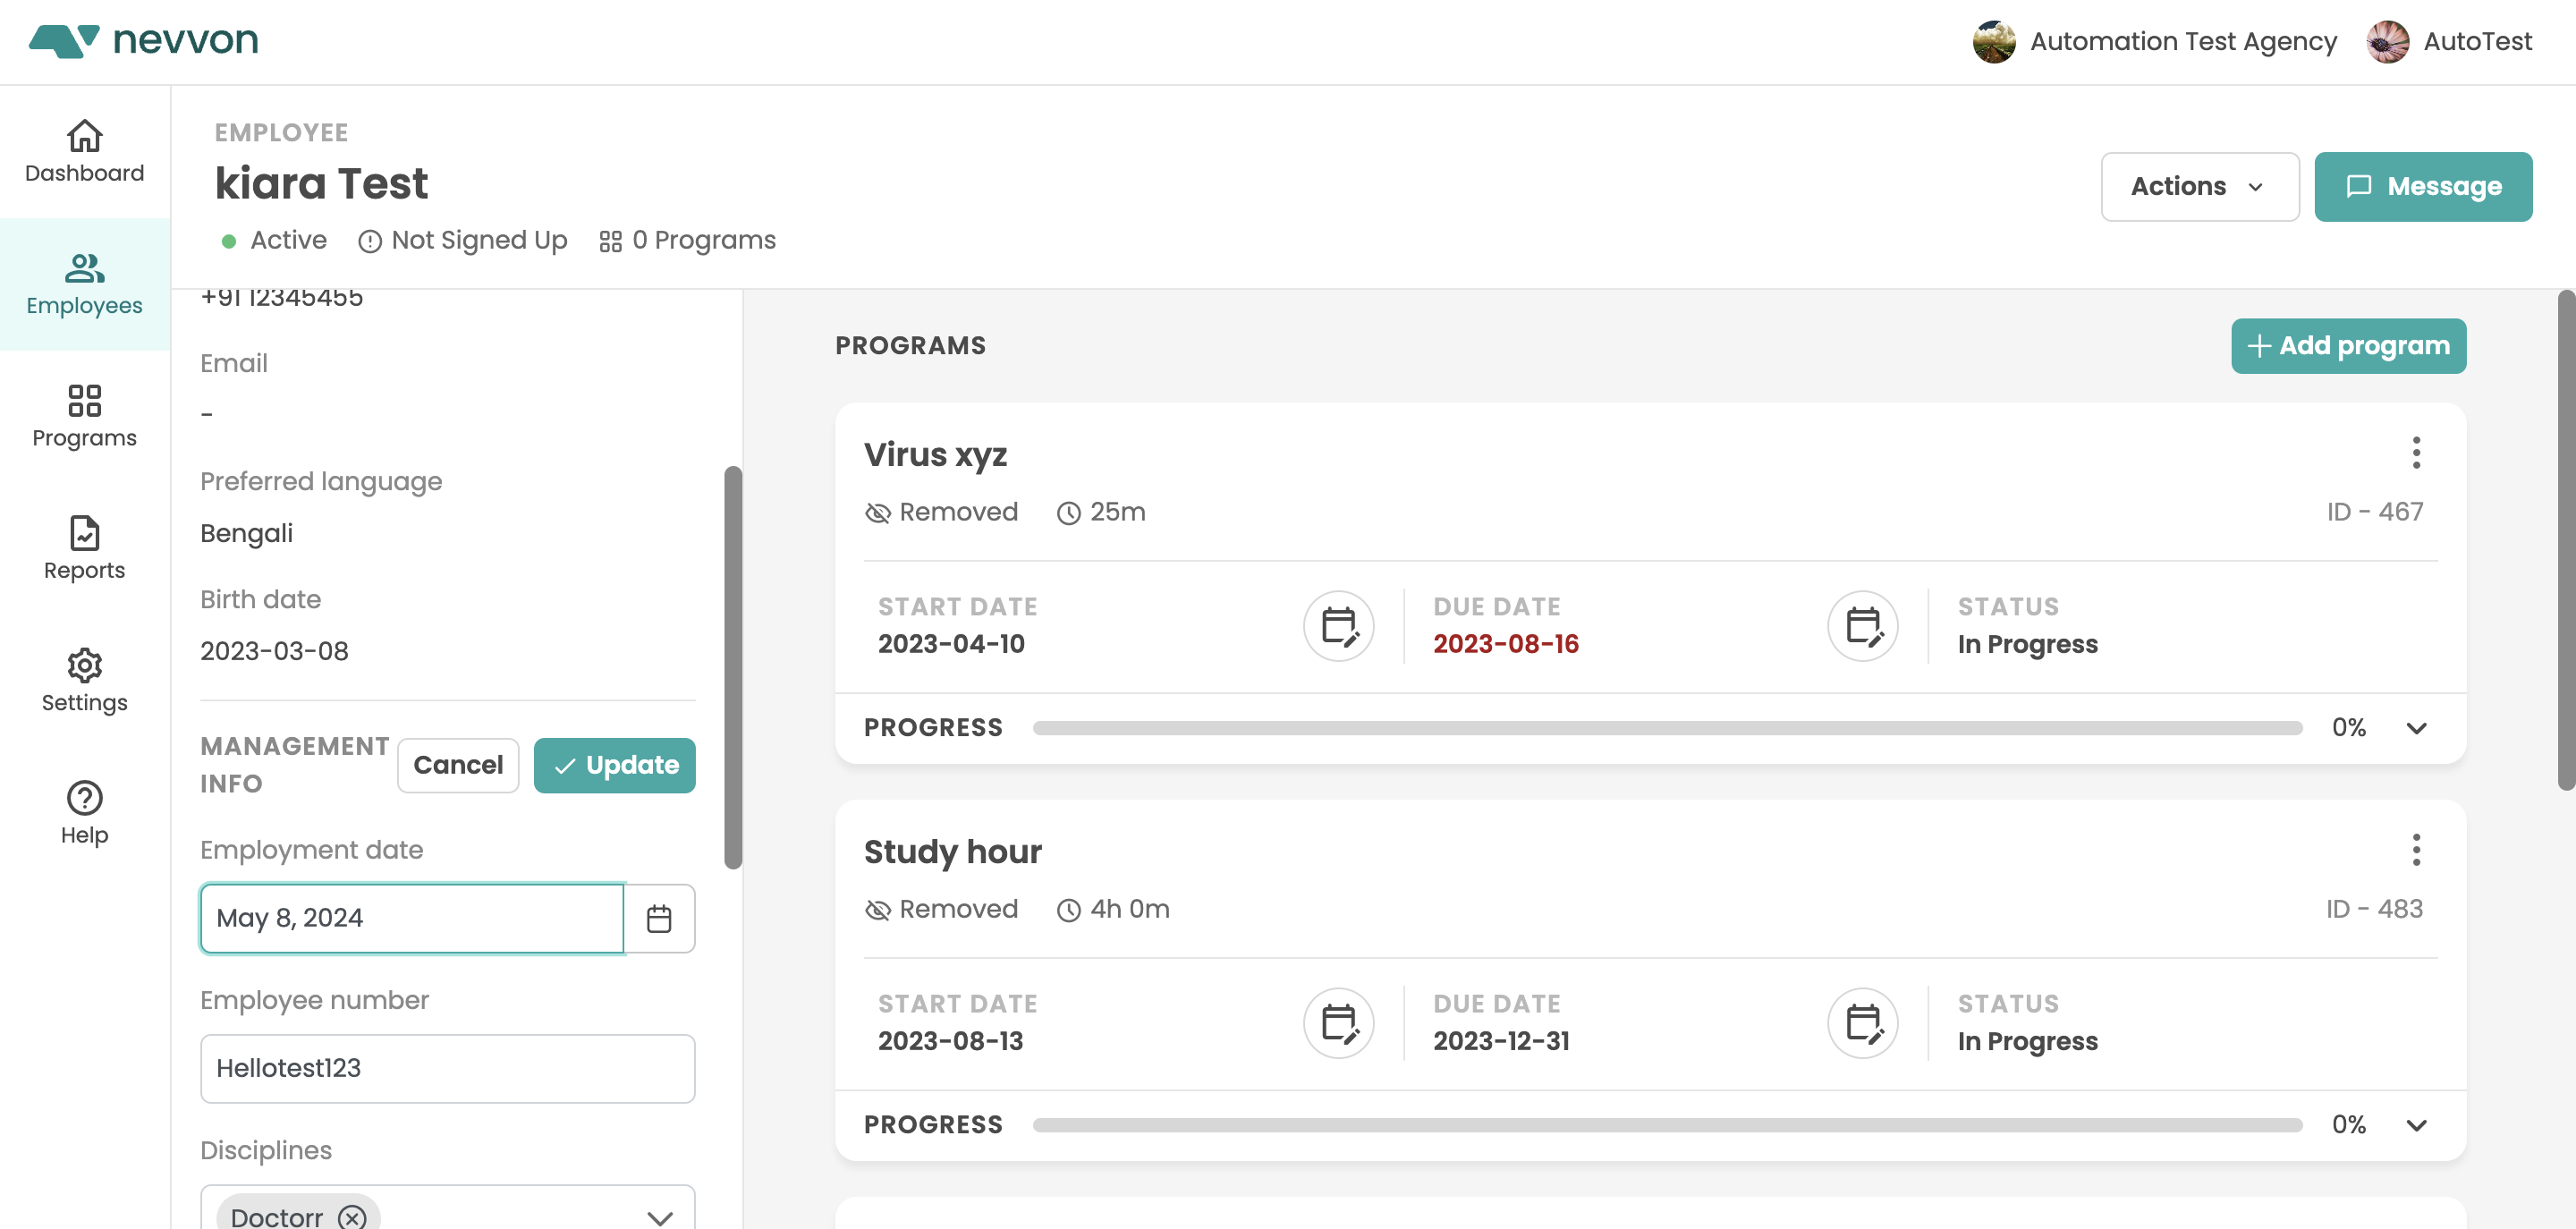 nevvon
Automation Test Agency
AutoTest
Dashboard
Employees
Programs
Reports
Settings
Help
EMPLOYEE
kiara Test
Active
Not Signed Up
0 Programs
Actions
Message
+91 12345455
Email
-
Preferred language
Bengali
Birth date
2023-03-08
MANAGEMENT
INFO
Cancel
Update
Employment date
May 8, 2024
Employee number
Hellotest123
Disciplines
Doctorr
PROGRAMS
Add program
Virus xyz
Removed
25m
ID - 467
START DATE
2023-04-10
DUE DATE
2023-08-16
STATUS
In Progress
PROGRESS
0%
Study hour
Removed
4h 0m
ID - 483
START DATE
2023-08-13
DUE DATE
2023-12-31
STATUS
In Progress
PROGRESS
0%